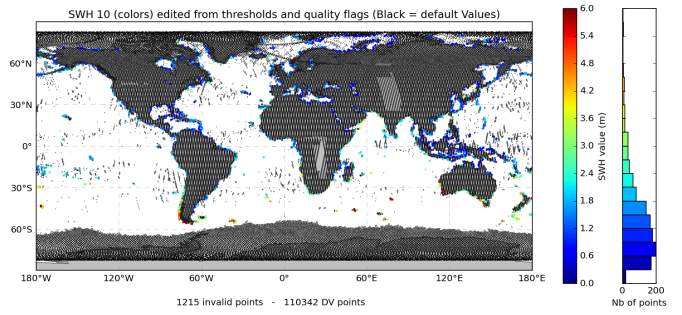 SWH 10 (colors) edited from thresholds and quality flags (Black = default Values)
60°N
30°N
0°
30°S
60°S
180°W
120°W
60°W
0°
60°E
120°E
180°E
1215 invalid points - 110342 DV points
6.0
5.4
4.8
4.2
3.6
3.0
2.4
1.8
1.2
0.6
0.0
SWH value (m)
0
200
Nb of points